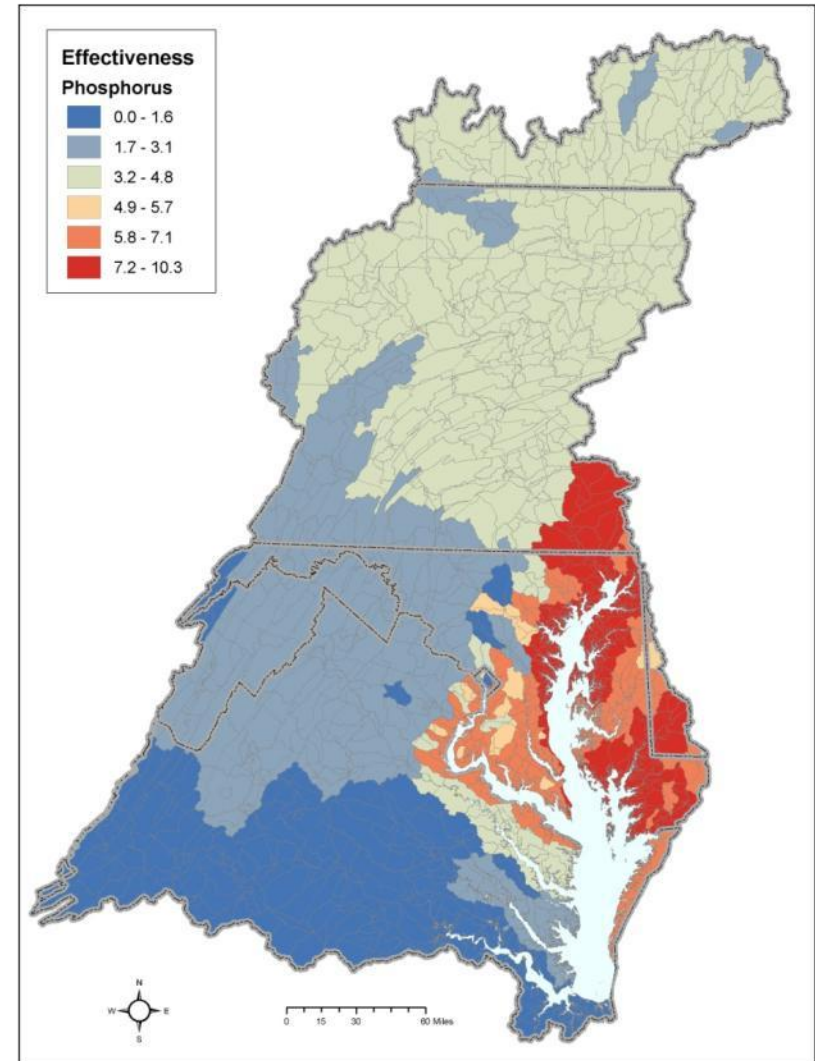 Effectiveness
Phosphorus
0.0 - 1.6
1.7 - 3.1
3.2 - 4.8
4.9 - 5.7
5.8 - 7.1
7.2 - 10.3
N
W E
S
0 15 30 60 Miles